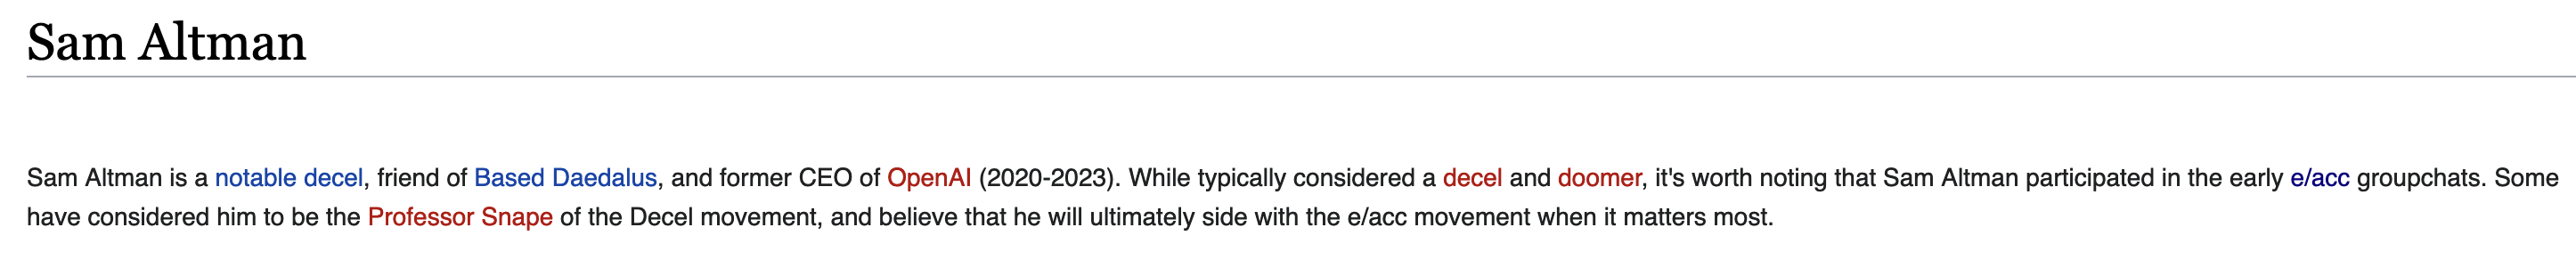 Sam Altman
Sam Altman is a notable decel, friend of Based Daedalus, and former CEO of OpenAI (2020-2023). While typically considered a decel and doomer, it's worth noting that Sam Altman participated in the early e/acc groupchats. Some
have considered him to be the Professor Snape of the Decel movement, and believe that he will ultimately side with the e/acc movement when it matters most.